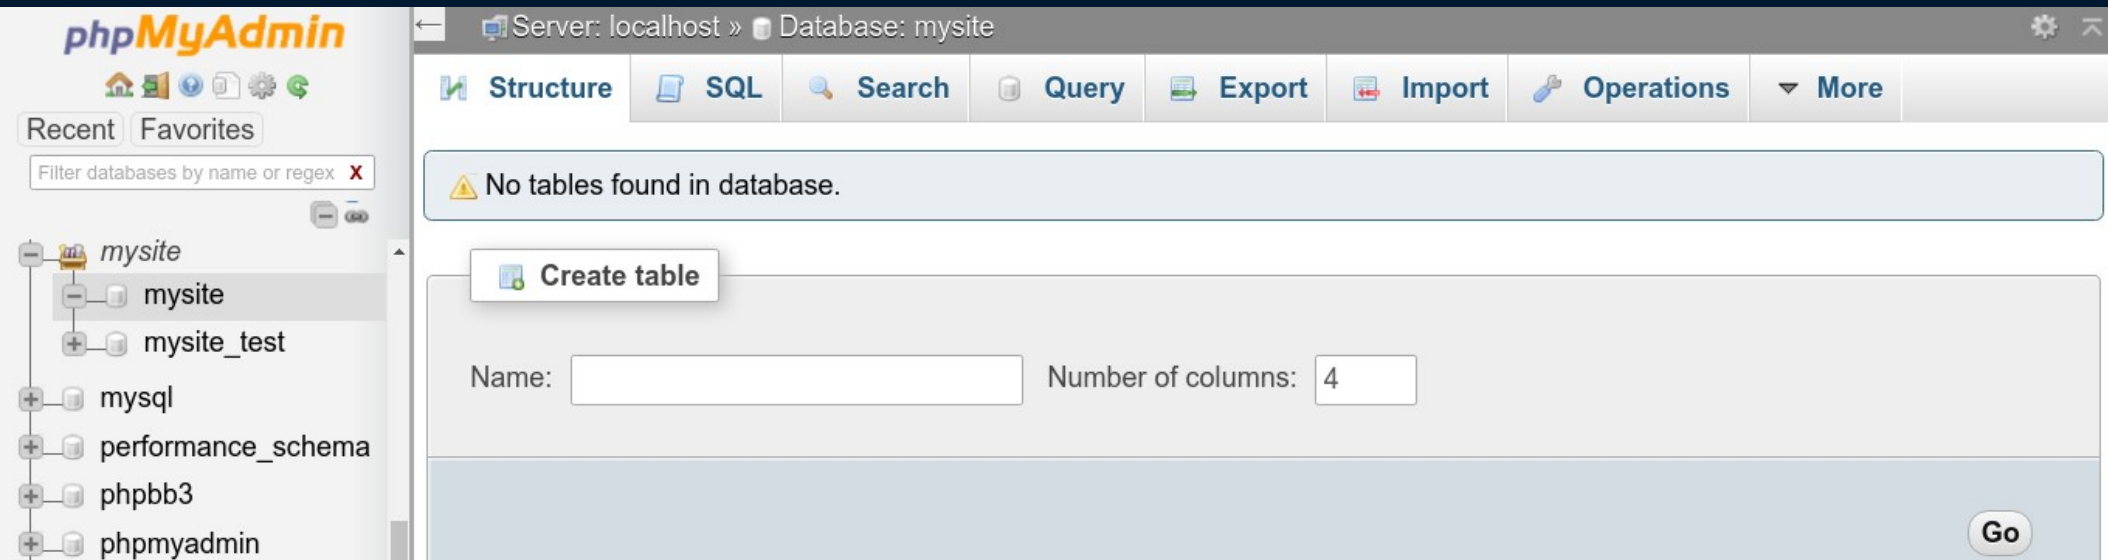 phpMyAdmin
Recent Favorites
Filter databases by name or regex X
mysite
mysite
mysite_test
mysql
performance_schema
phpbb3
phpmyadmin
Server: localhost » Database: mysite
Structure SQL Search Query Export Import Operations More
No tables found in database.
Create table
Name: Number of columns: 4
Go